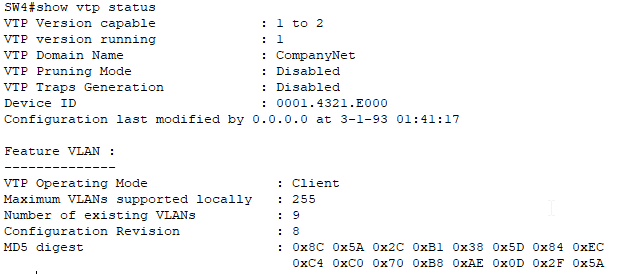 SW4#show vtp status
VTP Version capable : 1 to 2
VTP version running : 1
VTP Domain Name : CompanyNet
VTP Pruning Mode : Disabled
VTP Traps Generation : Disabled
Device ID : 0001.4321.E000
Configuration last modified by 0.0.0.0 at 3-1-93 01:41:17
Feature VLAN :
--------------
VTP Operating Mode : Client
Maximum VLANs supported locally : 255
Number of existing VLANs : 9
Configuration Revision : 8
MD5 digest : 0x8C 0x5A 0x2C 0xB1 0x38 0x5D 0x84 0xEC
0xC4 0xC0 0x70 0xB8 0xAE 0x0D 0x2F 0x5A